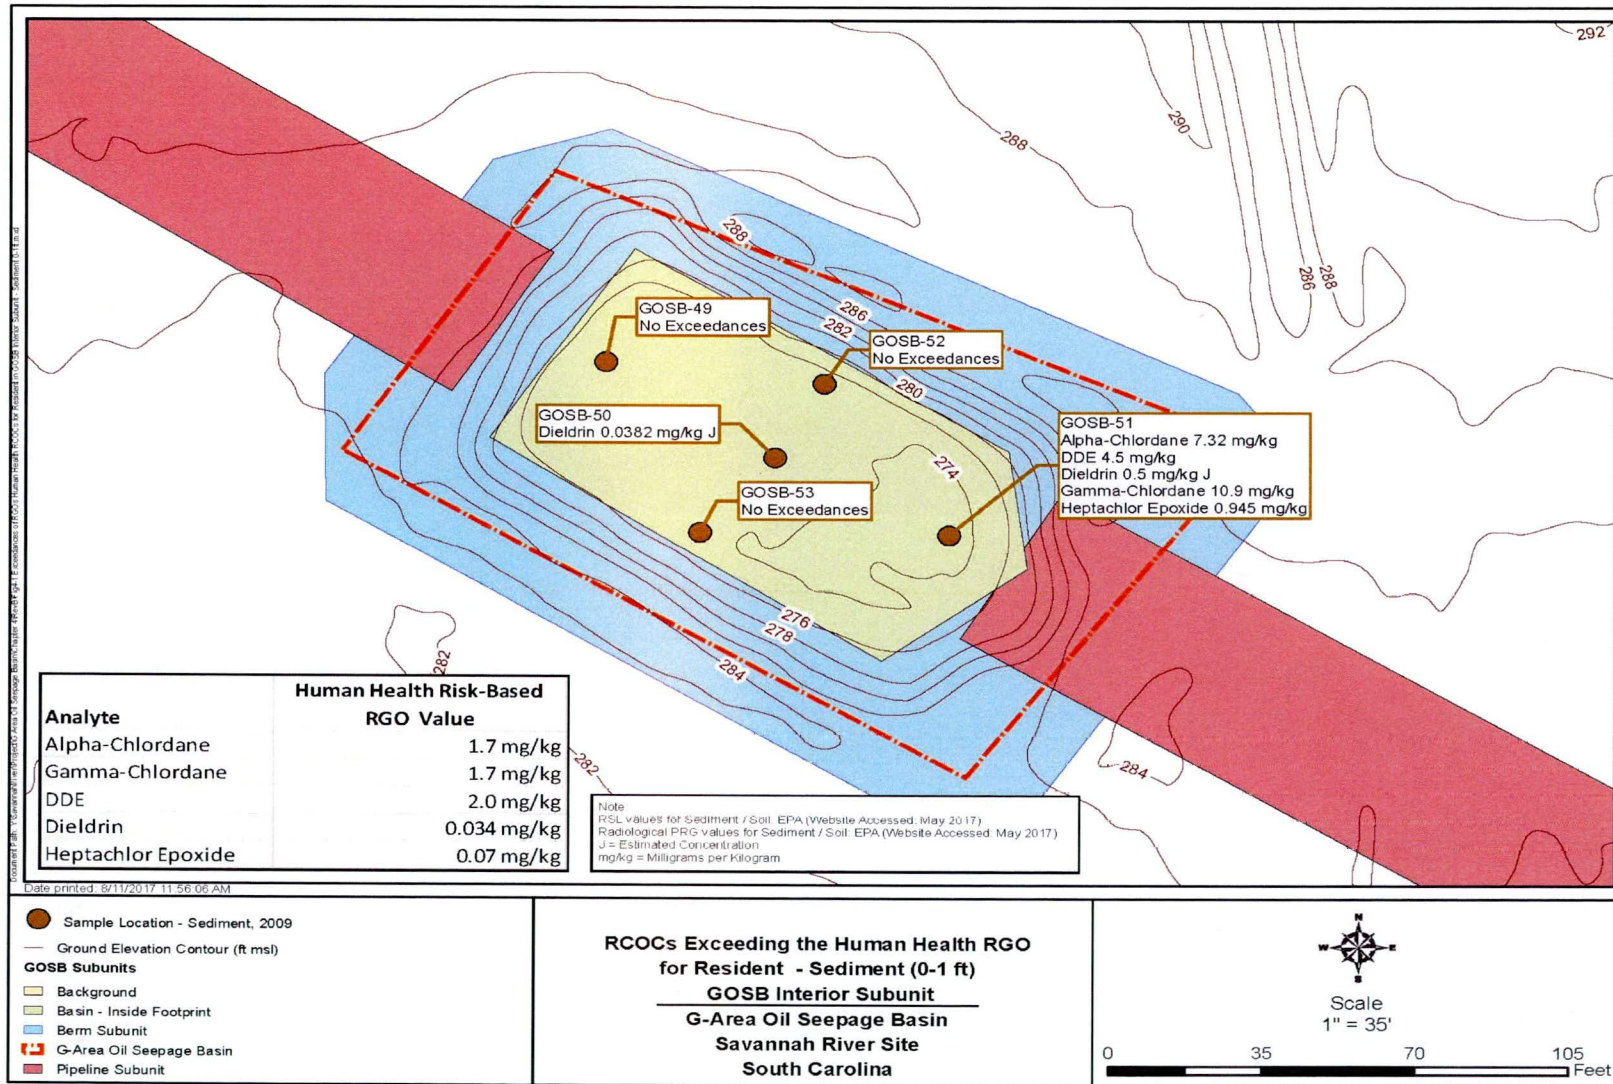 292
290
288
286
288
288
286
282
280
GOSB-49
No Exceedances
GOSB-52
No Exceedances
GOSB-50
Dieldrin 0.0382 mg/kg J
GOSB-51
Alpha-Chlordane 7.32 mg/kg
DDE 4.5 mg/kg
Dieldrin 0.5 mg/kg J
Gamma-Chlordane 10.9 mg/kg
Heptachlor Epoxide 0.945 mg/kg
274
GOSB-53
No Exceedances
276
278
284
282
282
284
Human Health Risk-Based
Analyte RGO Value
Alpha-Chlordane 1.7 mg/kg
Gamma-Chlordane 1.7 mg/kg
DDE 2.0 mg/kg
Dieldrin 0.034 mg/kg
Heptachlor Epoxide 0.07 mg/kg
Note
RSL values for Sediment / Soil: EPA (Website Accessed: May 2017)
Radiological PRG values for Sediment / Soil: EPA (Website Accessed: May 2017)
J = Estimated Concentration
mg/kg = Milligrams per Kilogram
Date printed: 8/11/2017 11:56:06 AM
Sample Location - Sediment, 2009
Ground Elevation Contour (ft msl)
GOSB Subunits
Background
Basin - Inside Footprint
Berm Subunit
G-Area Oil Seepage Basin
Pipeline Subunit
RCOCs Exceeding the Human Health RGO
for Resident - Sediment (0-1 ft)
GOSB Interior Subunit
G-Area Oil Seepage Basin
Savannah River Site
South Carolina
N
W E
S
Scale
1" = 35'
0 35 70 105
Feet